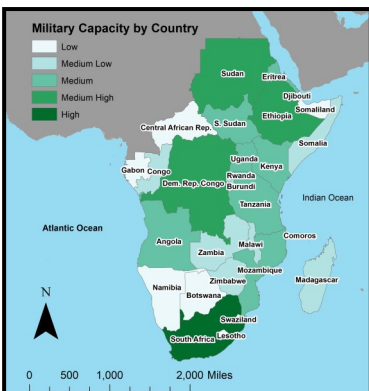 Military Capacity by Country
Low
Medium Low
Medium
Medium High
High
Sudan
Eritrea
Djibouti
Somaliland
S. Sudan
Ethiopia
Central African Rep.
Somalia
Uganda
Kenya
Gabon
Congo
Rwanda
Dem. Rep. Congo
Burundi
Indian Ocean
Tanzania
Atlantic Ocean
Comoros
Angola
Malawi
Zambia
Mozambique
Zimbabwe
Madagascar
Namibia
Botswana
N
Swaziland
Lesotho
South Africa
0 500 1,000 2,000 Miles